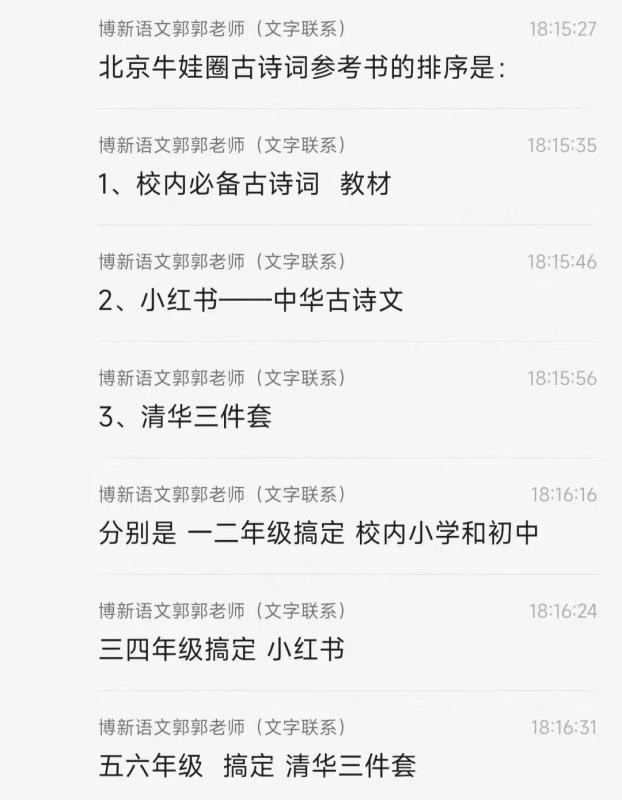 博新语文郭郭老师（文字联系） 18:15:27
北京牛娃圈古诗词参考书的排序是：
博新语文郭郭老师（文字联系） 18:15:35
1、校内必备古诗词 教材
博新语文郭郭老师（文字联系） 18:15:46
2、小红书——中华古诗文
博新语文郭郭老师（文字联系） 18:15:56
3、清华三件套
博新语文郭郭老师（文字联系） 18:16:16
分别是 一二年级搞定 校内小学和初中
博新语文郭郭老师（文字联系） 18:16:24
三四年级搞定 小红书
博新语文郭郭老师（文字联系） 18:16:31
五六年级 搞定 清华三件套